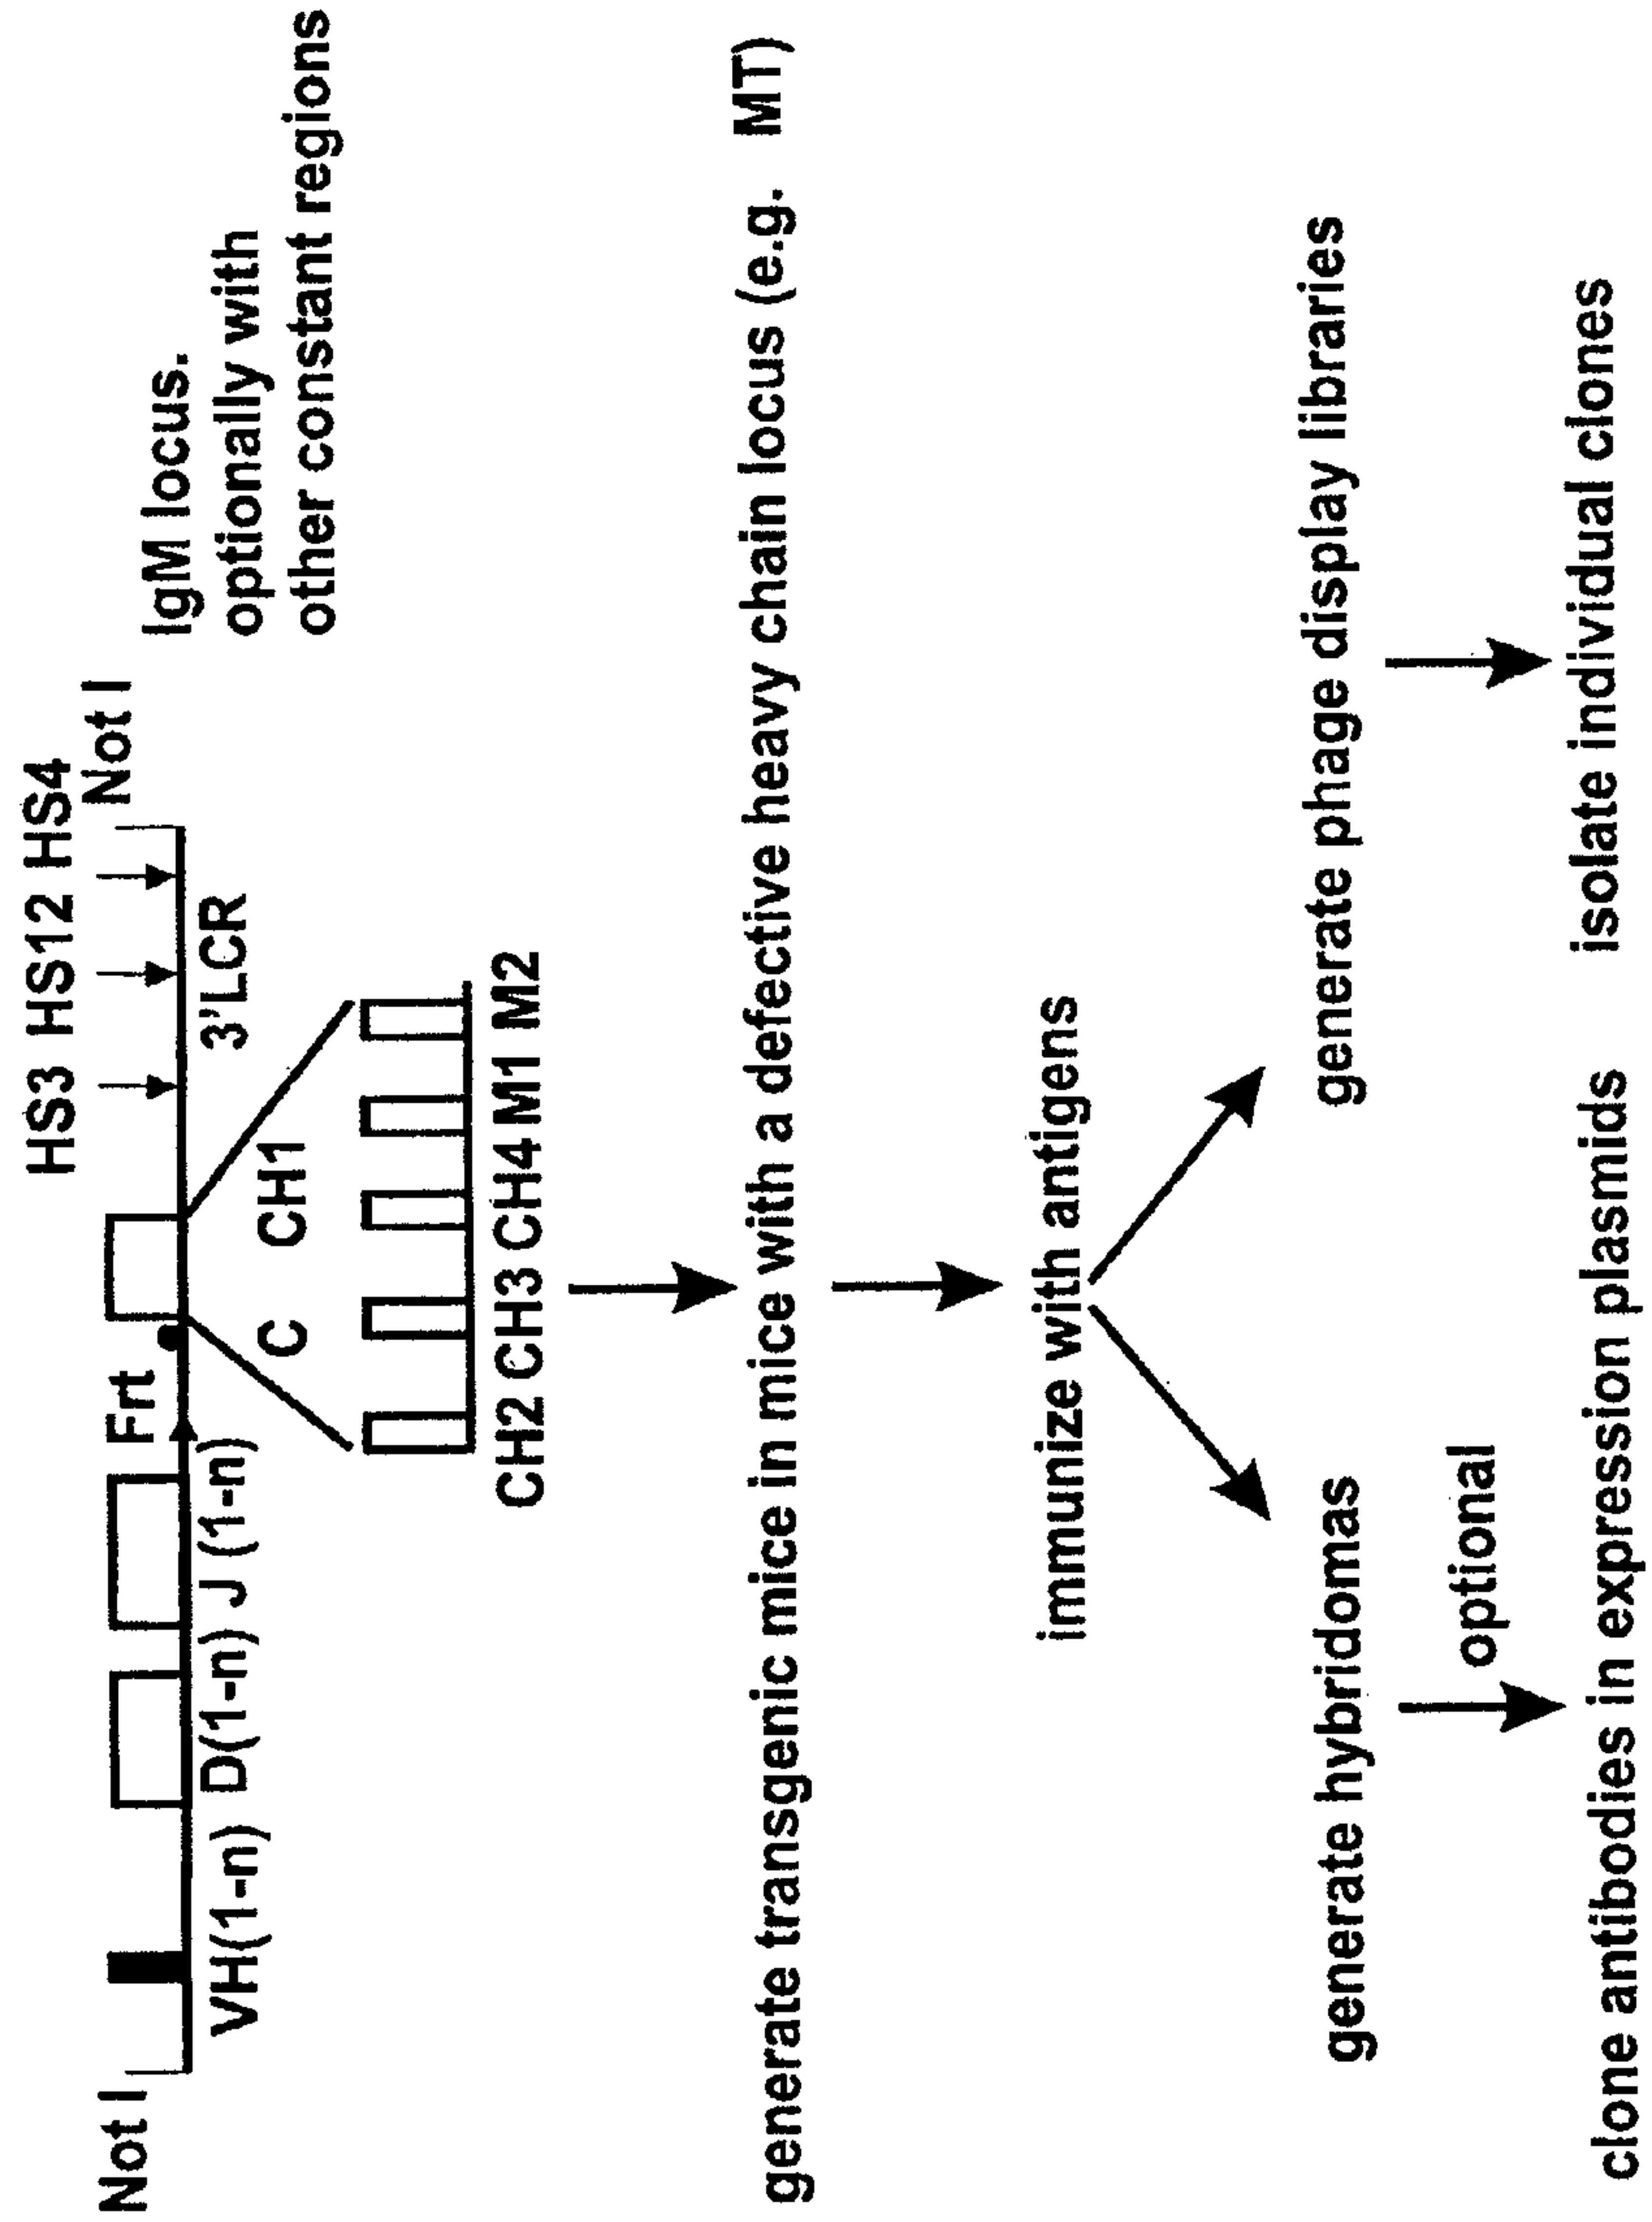 HS3 HS12 HS4
Not I
Frt
Not I
IgM locus.
optionally with
other constant regions
VH(1-n) D(1-n) J (1-n)
3'LCR
C CH1
CH2 CH3 CH4 M1 M2
generate transgenic mice in mice with a defective heavy chain locus (e.g. MT)
immunize with antigens
generate hybridomas
generate phage display libraries
optional
clone antibodies in expression plasmids
isolate individual clones